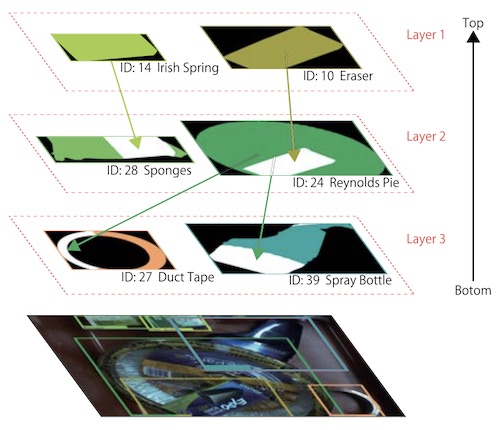 Top
Layer 1
ID: 14 Irish Spring
ID: 10 Eraser
Layer 2
ID: 28 Sponges
ID: 24 Reynolds Pie
Layer 3
ID: 27 Duct Tape
ID: 39 Spray Bottle
Botom